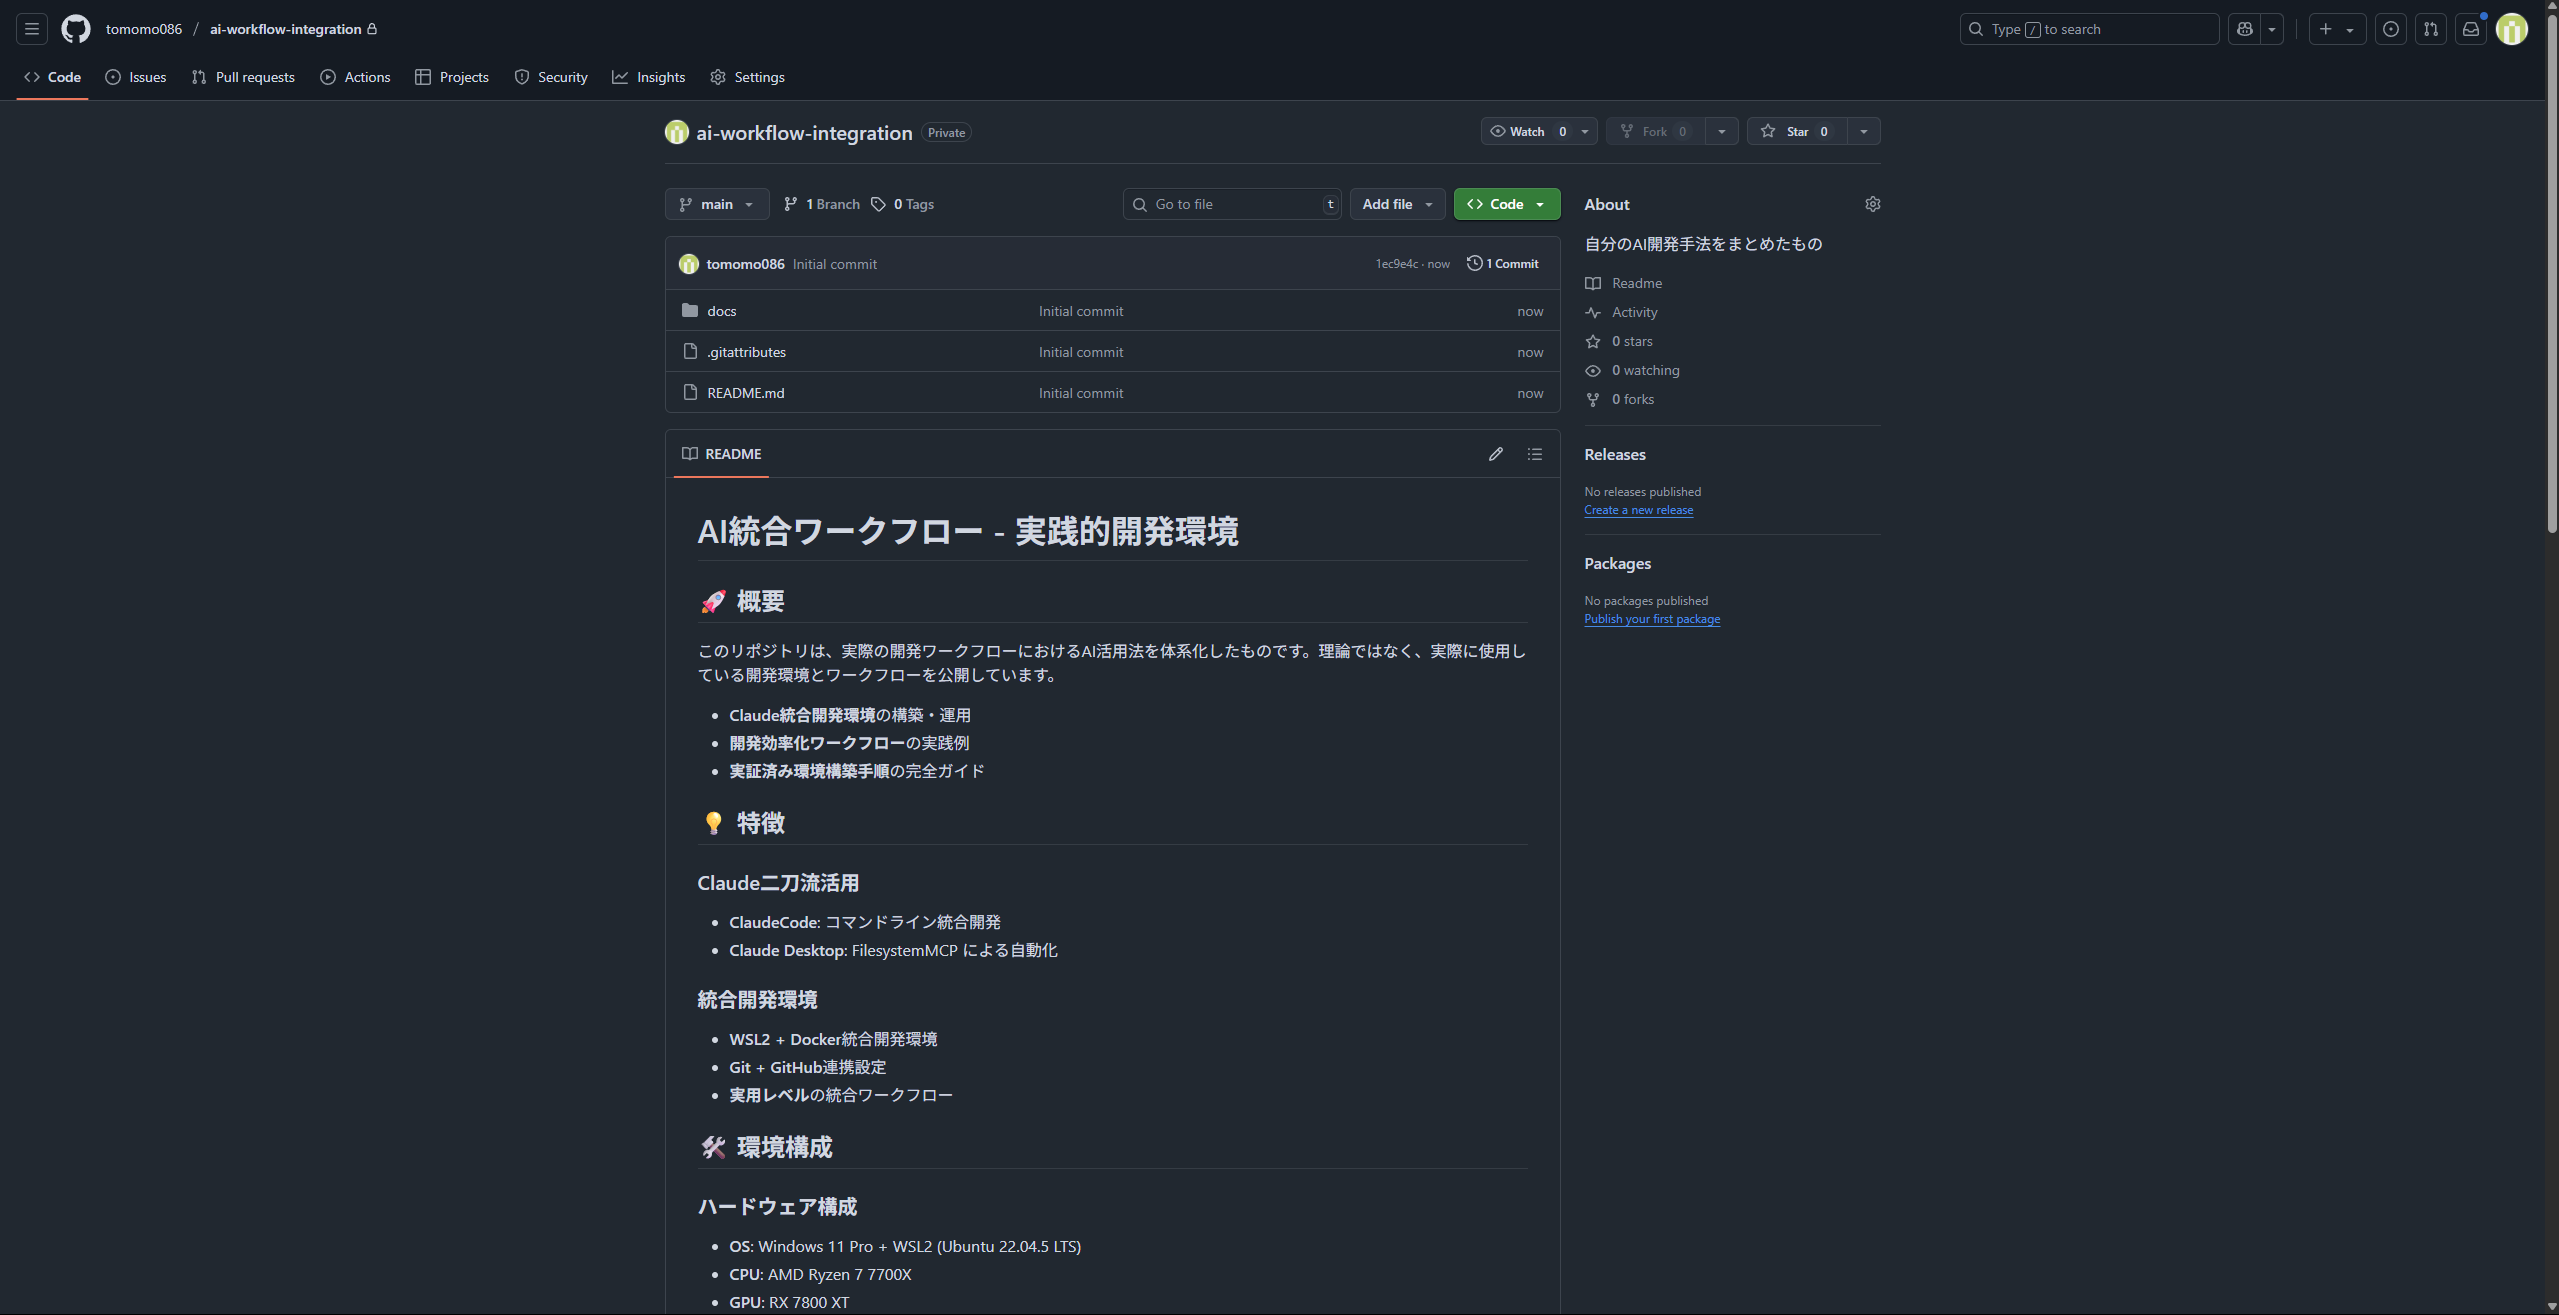 tomomo086 / ai-workflow-integration
Type / to search
Code
Issues
Pull requests
Actions
Projects
Security
Insights
Settings
ai-workflow-integration Private
Watch 0
Fork 0
Star 0
main
1 Branch
0 Tags
Go to file t
Add file
Code
tomomo086 Initial commit
1ec9e4c · now
1 Commit
docs Initial commit now
.gitattributes Initial commit now
README.md Initial commit now
README
AI統合ワークフロー - 実践的開発環境
🚀 概要
このリポジトリは、実際の開発ワークフローにおけるAI活用法を体系化したものです。理論ではなく、実際に使用し
ている開発環境とワークフローを公開しています。
• Claude統合開発環境の構築・運用
• 開発効率化ワークフローの実践例
• 実証済み環境構築手順の完全ガイド
💡 特徴
Claude二刀流活用
• ClaudeCode: コマンドライン統合開発
• Claude Desktop: FilesystemMCP による自動化
統合開発環境
• WSL2 + Docker統合開発環境
• Git + GitHub連携設定
• 実用レベルの統合ワークフロー
🛠 環境構成
ハードウェア構成
• OS: Windows 11 Pro + WSL2 (Ubuntu 22.04.5 LTS)
• CPU: AMD Ryzen 7 7700X
• GPU: RX 7800 XT
About
自分のAI開発手法をまとめたもの
Readme
Activity
0 stars
0 watching
0 forks
Releases
No releases published
Create a new release
Packages
No packages published
Publish your first package